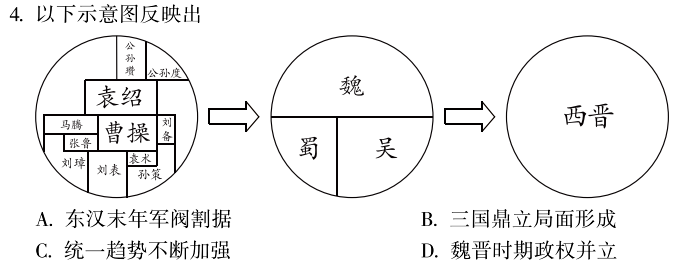 4. 以下示意图反映出
公孙瓒
公孙度
袁绍
马腾
曹操
刘备
张鲁
刘璋
刘表
袁术
孙策
魏
蜀
吴
西晋
A. 东汉末年军阀割据
B. 三国鼎立局面形成
C. 统一趋势不断加强
D. 魏晋时期政权并立